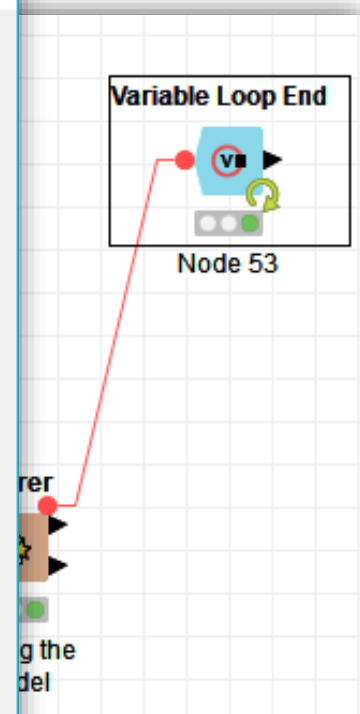 Variable Loop End
V
Node 53
rer
g the
del